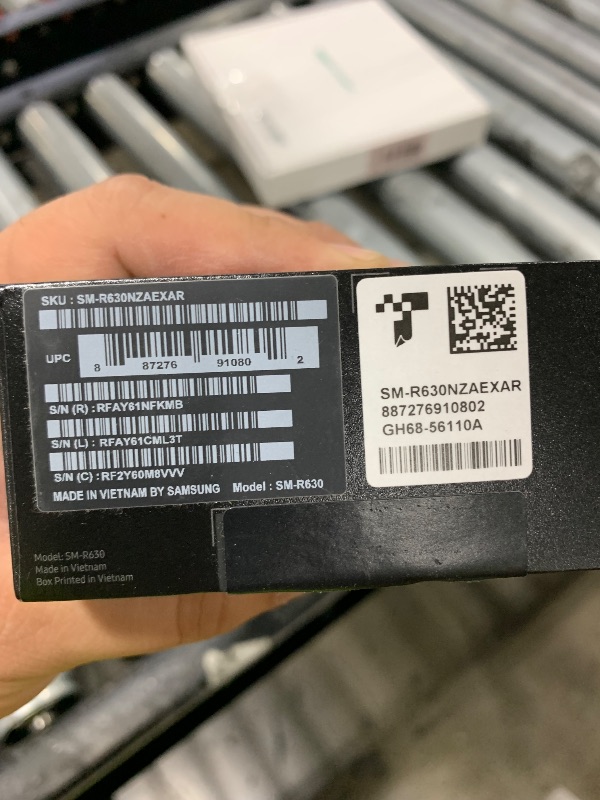 SKU : SM-R630NZAEXAR
UPC
8 87276 91080 2
S/N (R) : RFAY61NFKMB
S/N (L) : RFAY61CML3T
S/N (C) : RF2Y60M8VVV
MADE IN VIETNAM BY SAMSUNG Model : SM-R630
SM-R630NZAEXAR
887276910802
GH68-56110A
Model: SM-R630
Made in Vietnam
Box Printed in Vietnam